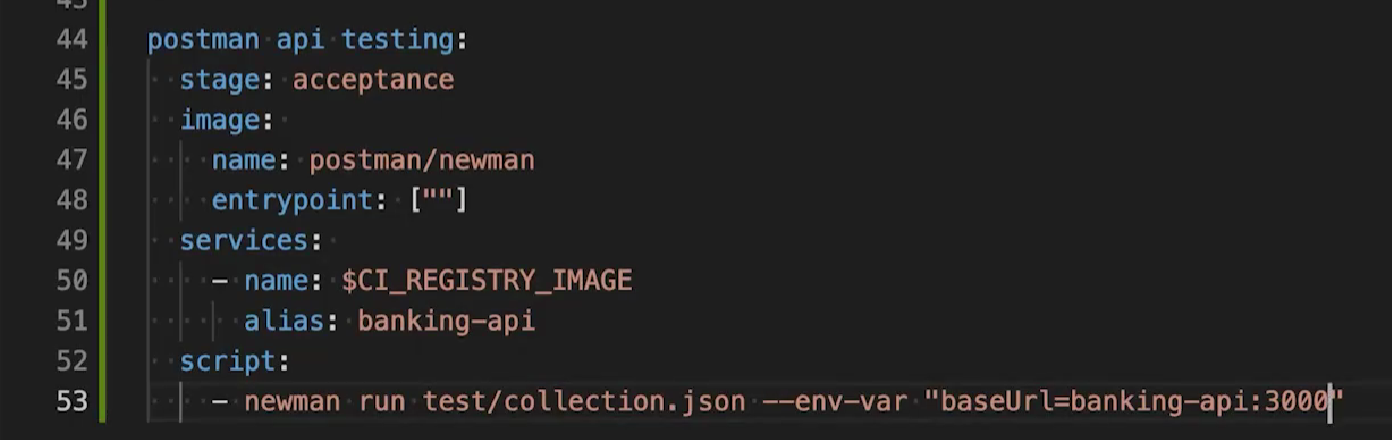 44 postman api testing:
45   stage: acceptance
46   image:
47     name: postman/newman
48     entrypoint: [""]
49   services:
50     - name: $CI_REGISTRY_IMAGE
51       alias: banking-api
52   script:
53     - newman run test/collection.json --env-var "baseUrl=banking-api:3000"